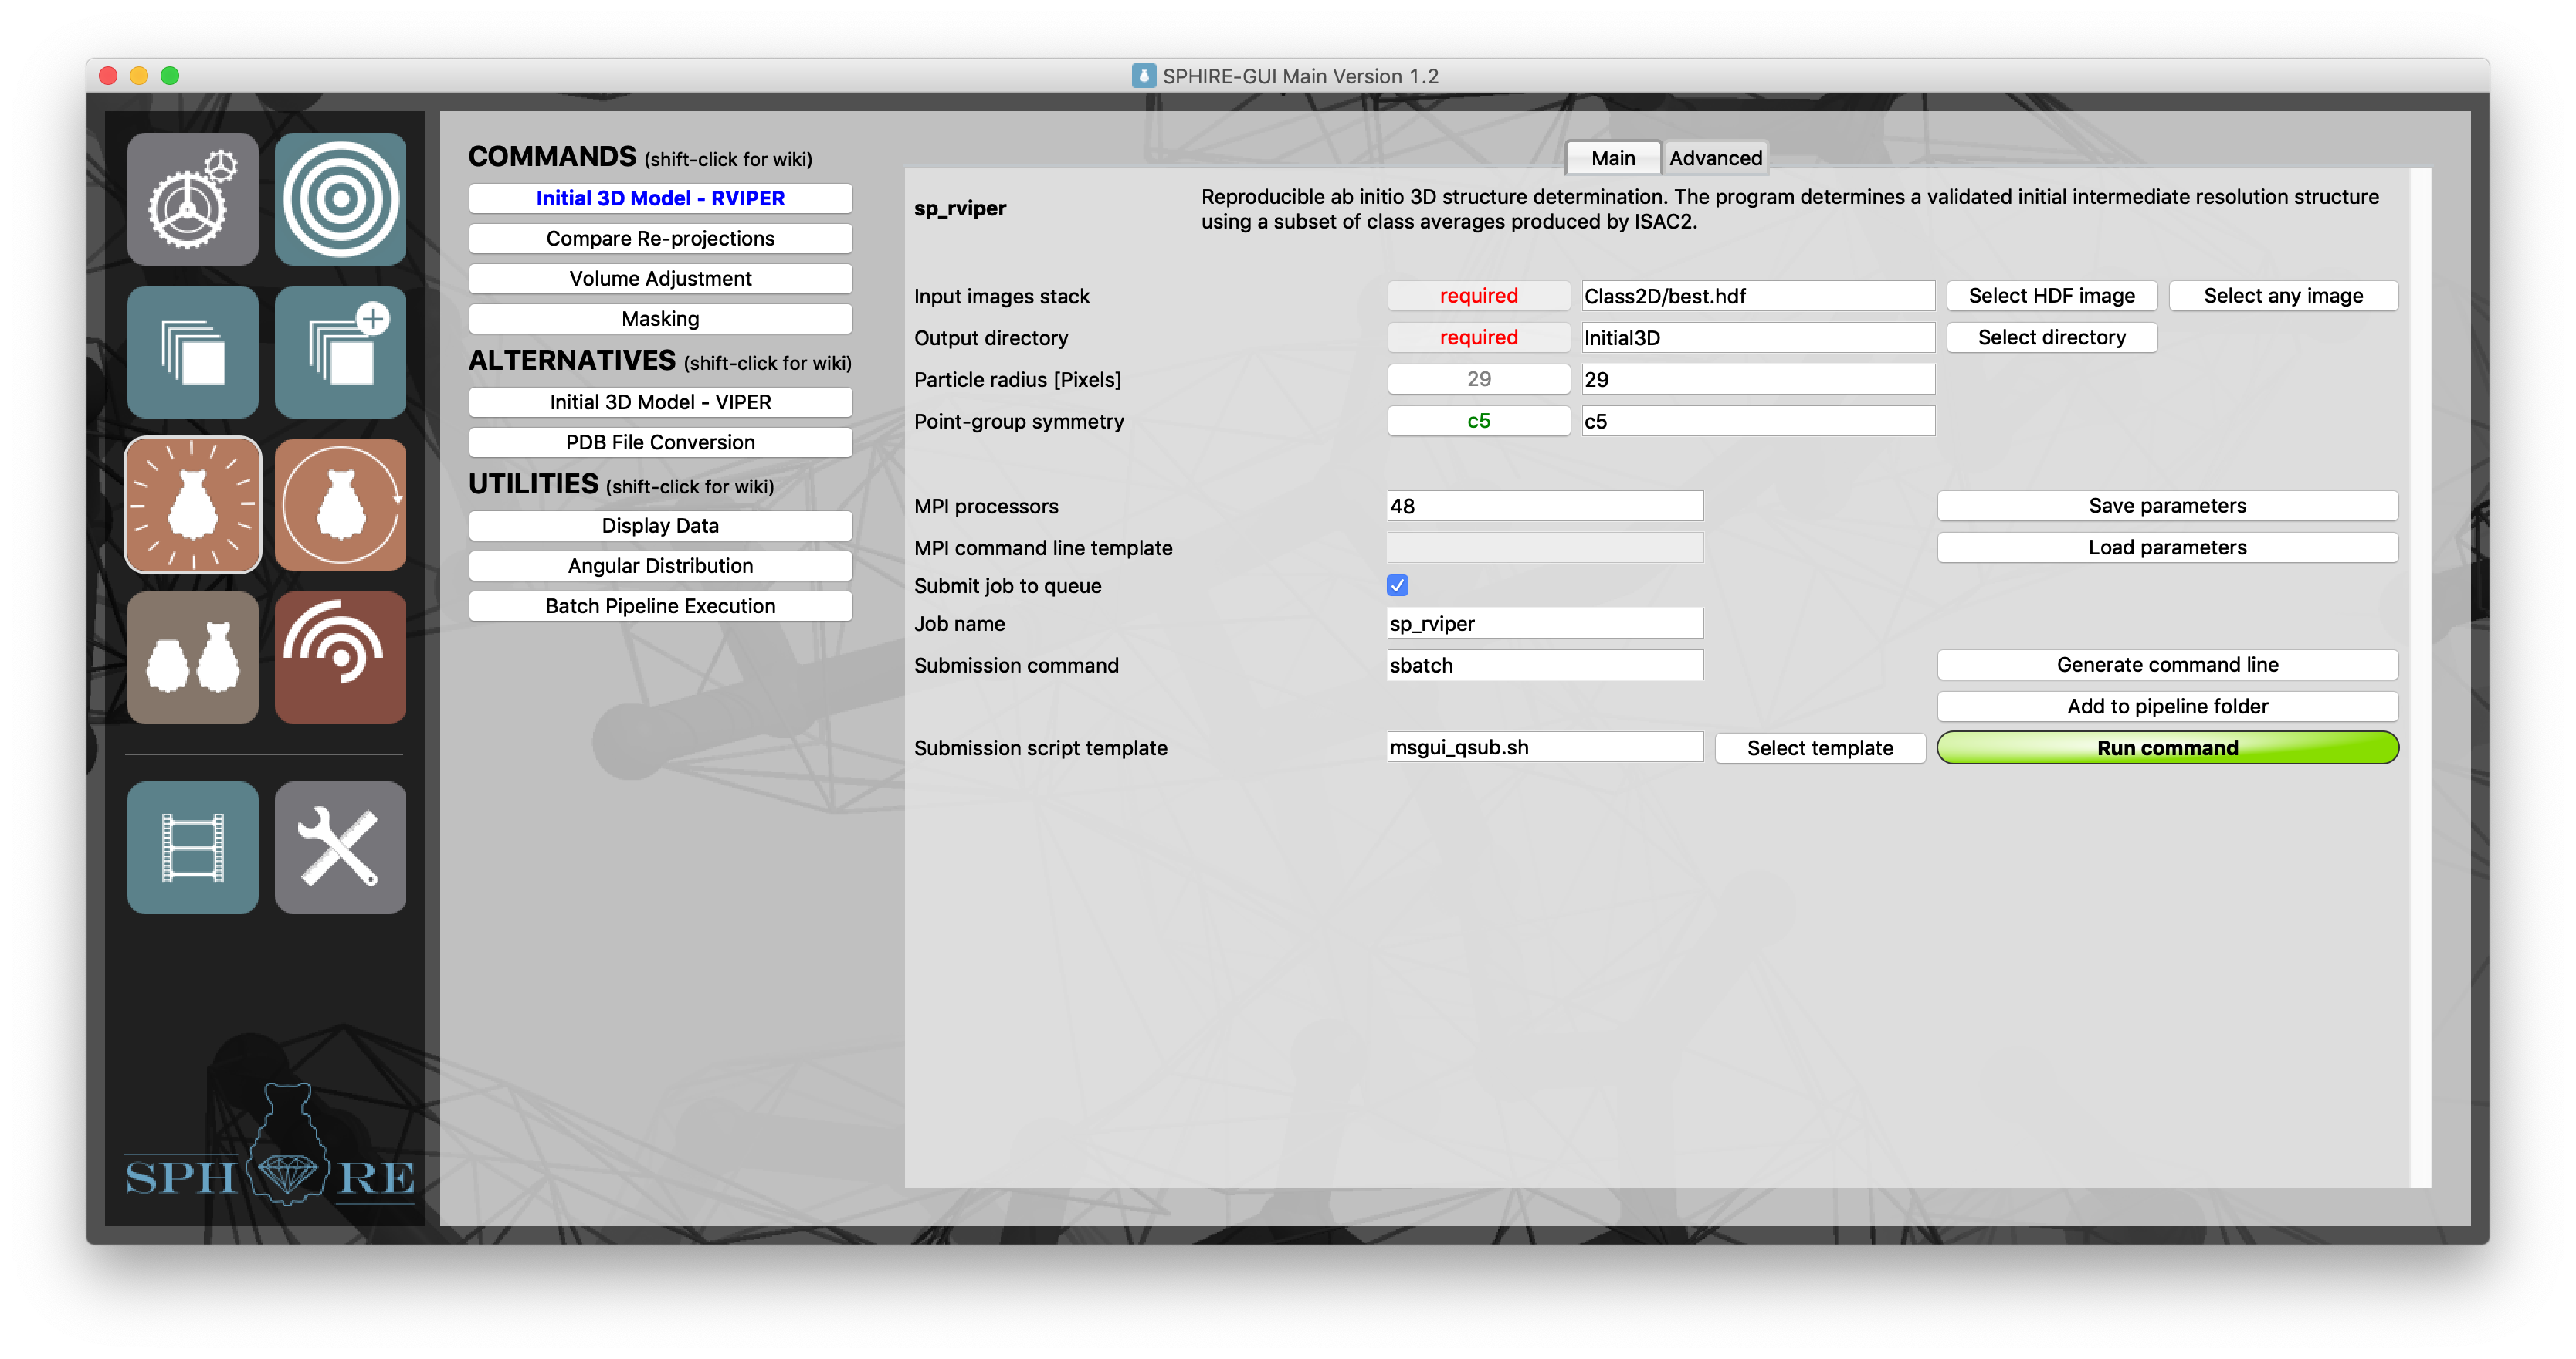 SPHIRE-GUI Main Version 1.2
COMMANDS (shift-click for wiki)
Initial 3D Model - RVIPER
Compare Re-projections
Volume Adjustment
Masking
ALTERNATIVES (shift-click for wiki)
Initial 3D Model - VIPER
PDB File Conversion
UTILITIES (shift-click for wiki)
Display Data
Angular Distribution
Batch Pipeline Execution
SPH RE
Main Advanced
sp_rviper
Reproducible ab initio 3D structure determination. The program determines a validated initial intermediate resolution structure
using a subset of class averages produced by ISAC2.
Input images stack required Class2D/best.hdf Select HDF image Select any image
Output directory required Initial3D Select directory
Particle radius [Pixels] 29 29
Point-group symmetry c5 c5
MPI processors 48 Save parameters
MPI command line template Load parameters
Submit job to queue
Job name sp_rviper
Submission command sbatch Generate command line
Add to pipeline folder
Submission script template msgui_qsub.sh Select template Run command